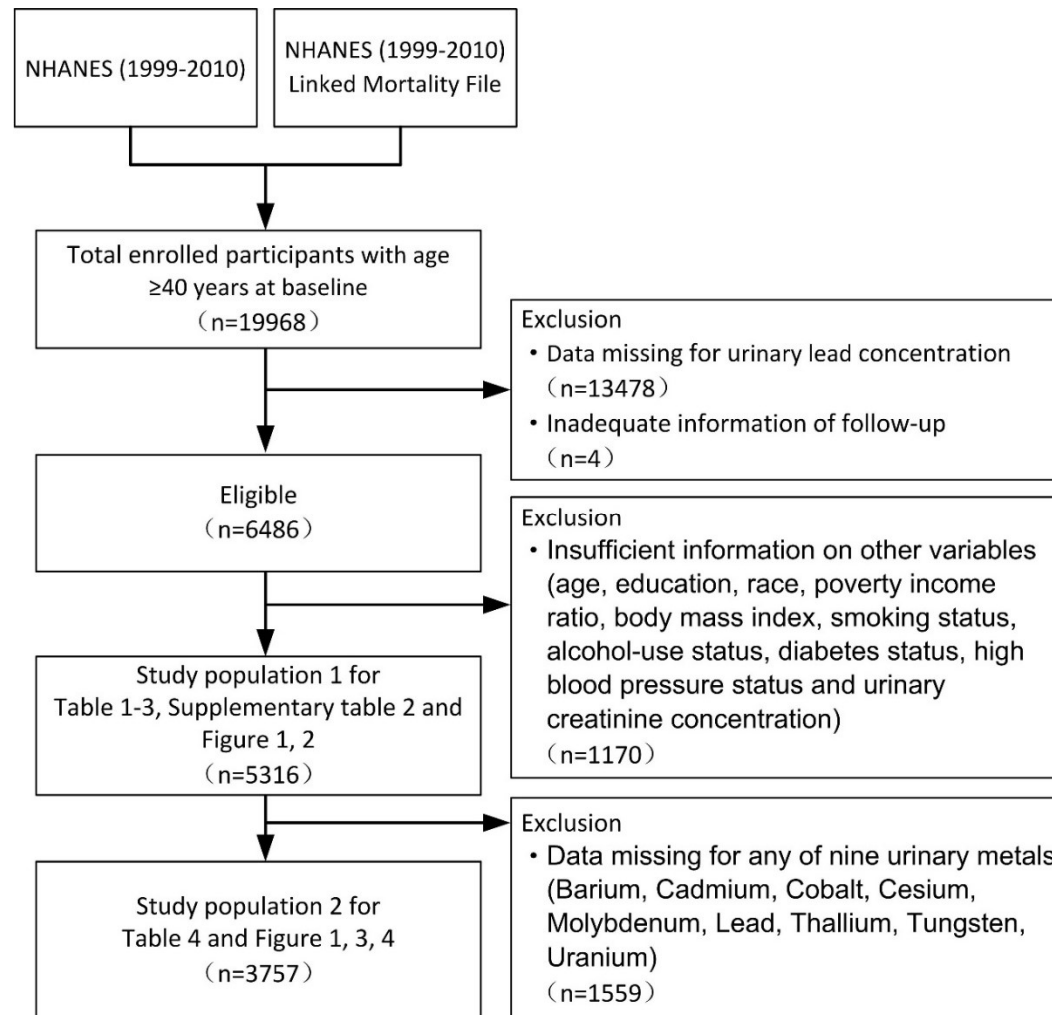 NHANES (1999-2010)
NHANES (1999-2010)
Linked Mortality File
Total enrolled participants with age
≥40 years at baseline
（n=19968）
Exclusion
・Data missing for urinary lead concentration
（n=13478）
・Inadequate information of follow-up
（n=4）
Eligible
（n=6486）
Exclusion
・Insufficient information on other variables
(age, education, race, poverty income
ratio, body mass index, smoking status,
alcohol-use status, diabetes status, high
blood pressure status and urinary
creatinine concentration)
（n=1170）
Study population 1 for
Table 1-3, Supplementary table 2 and
Figure 1, 2
（n=5316）
Exclusion
・Data missing for any of nine urinary metals
(Barium, Cadmium, Cobalt, Cesium,
Molybdenum, Lead, Thallium, Tungsten,
Uranium)
（n=1559）
Study population 2 for
Table 4 and Figure 1, 3, 4
（n=3757）